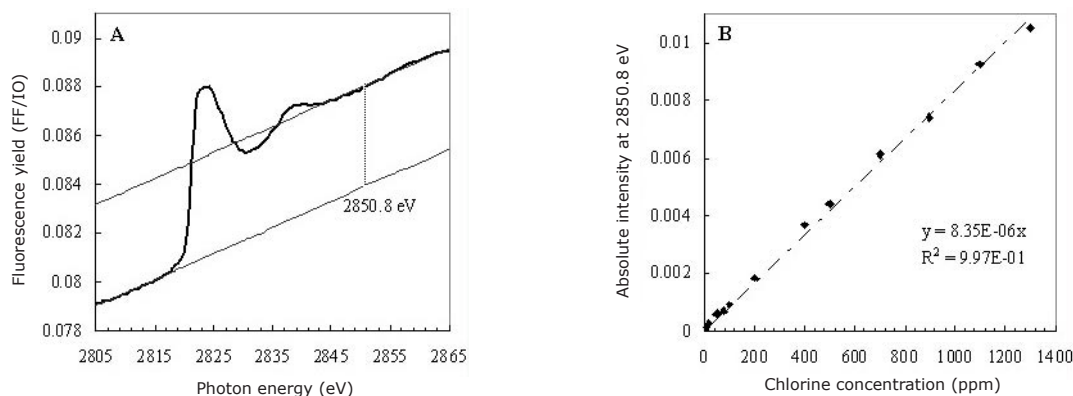 A
Fluorescence yield (FF/IO)
0.09
0.088
0.086
0.084
0.082
0.08
0.078
2850.8 eV
2805 2815 2825 2835 2845 2855 2865
Photon energy (eV)
B
Absolute intensity at 2850.8 eV
0.01
0.008
0.006
0.004
0.002
0
y = 8.35E-06x
R² = 9.97E-01
0 200 400 600 800 1000 1200 1400
Chlorine concentration (ppm)